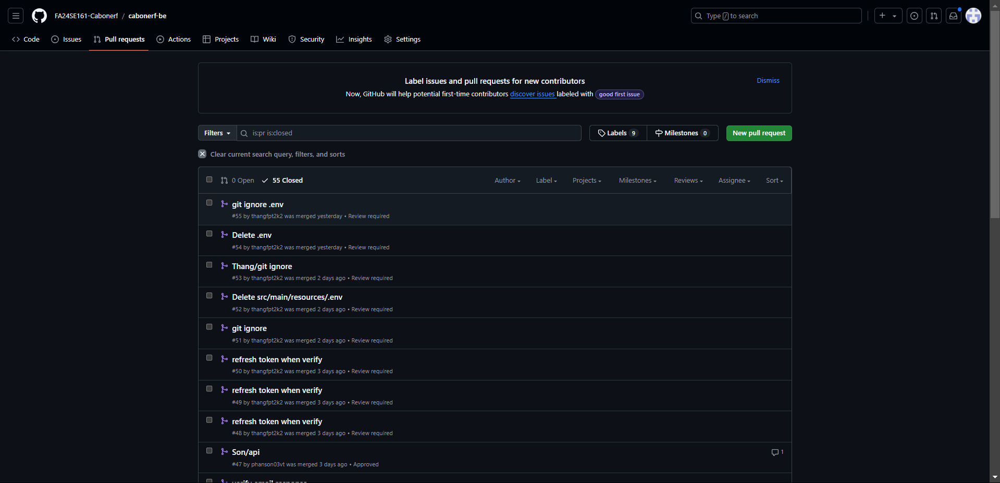 FA24SE161-Cabonerf / cabonerf-be
Type / to search
Code Issues Pull requests Actions Projects Wiki Security Insights Settings
Label issues and pull requests for new contributors
Dismiss
Now, GitHub will help potential first-time contributors discover issues labeled with good first issue
Filters is:pr is:closed Labels 9 Milestones 0 New pull request
Clear current search query, filters, and sorts
0 Open 55 Closed Author Label Projects Milestones Reviews Assignee Sort
git ignore .env
#55 by thangfpt2k2 was merged yesterday • Review required
Delete .env
#54 by thangfpt2k2 was merged yesterday • Review required
Thang/git ignore
#53 by thangfpt2k2 was merged 2 days ago • Review required
Delete src/main/resources/.env
#52 by thangfpt2k2 was merged 2 days ago • Review required
git ignore
#51 by thangfpt2k2 was merged 2 days ago • Review required
refresh token when verify
#50 by thangfpt2k2 was merged 3 days ago • Review required
refresh token when verify
#49 by thangfpt2k2 was merged 3 days ago • Review required
refresh token when verify
#48 by thangfpt2k2 was merged 3 days ago • Review required
Son/api 1
#47 by phanson03vt was merged 3 days ago • Approved
verify email response